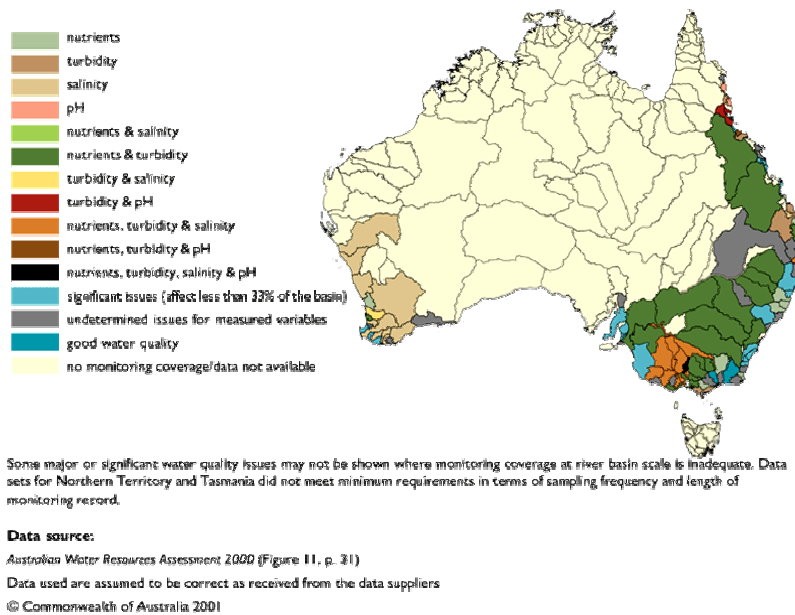 nutrients
turbidity
salinity
pH
nutrients & salinity
nutrients & turbidity
turbidity & salinity
turbidity & pH
nutrients, turbidity & salinity
nutrients, turbidity & pH
nutrients, turbidity, salinity & pH
significant issues (affect less than 33% of the basin)
undetermined issues for measured variables
good water quality
no monitoring coverage/data not available
Some major or significant water quality issues may not be shown where monitoring coverage at river basin scale is inadequate. Data
sets for Northern Territory and Tasmania did not meet minimum requirements in terms of sampling frequency and length of
monitoring record.
Data source:
Australian Water Resources Assessment 2000 (Figure 11, p. 31)
Data used are assumed to be correct as received from the data suppliers
© Commonwealth of Australia 2001